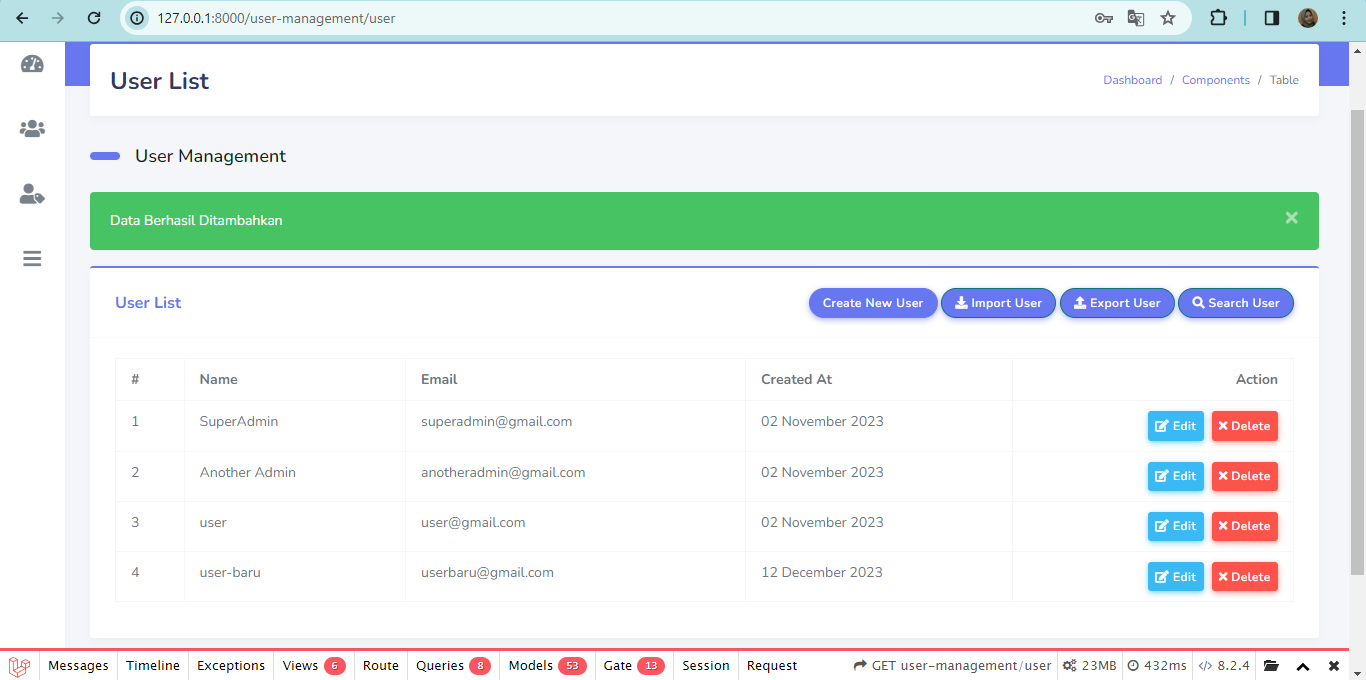 127.0.0.1:8000/user-management/user
User List
Dashboard / Components / Table
User Management
Data Berhasil Ditambahkan
User List
Create New User Import User Export User Search User
# Name Email Created At Action
1 SuperAdmin superadmin@gmail.com 02 November 2023 Edit Delete
2 Another Admin anotheradmin@gmail.com 02 November 2023 Edit Delete
3 user user@gmail.com 02 November 2023 Edit Delete
4 user-baru userbaru@gmail.com 12 December 2023 Edit Delete
Messages Timeline Exceptions Views 6 Route Queries 8 Models 53 Gate 13 Session Request GET user-management/user 23MB 432ms </> 8.2.4